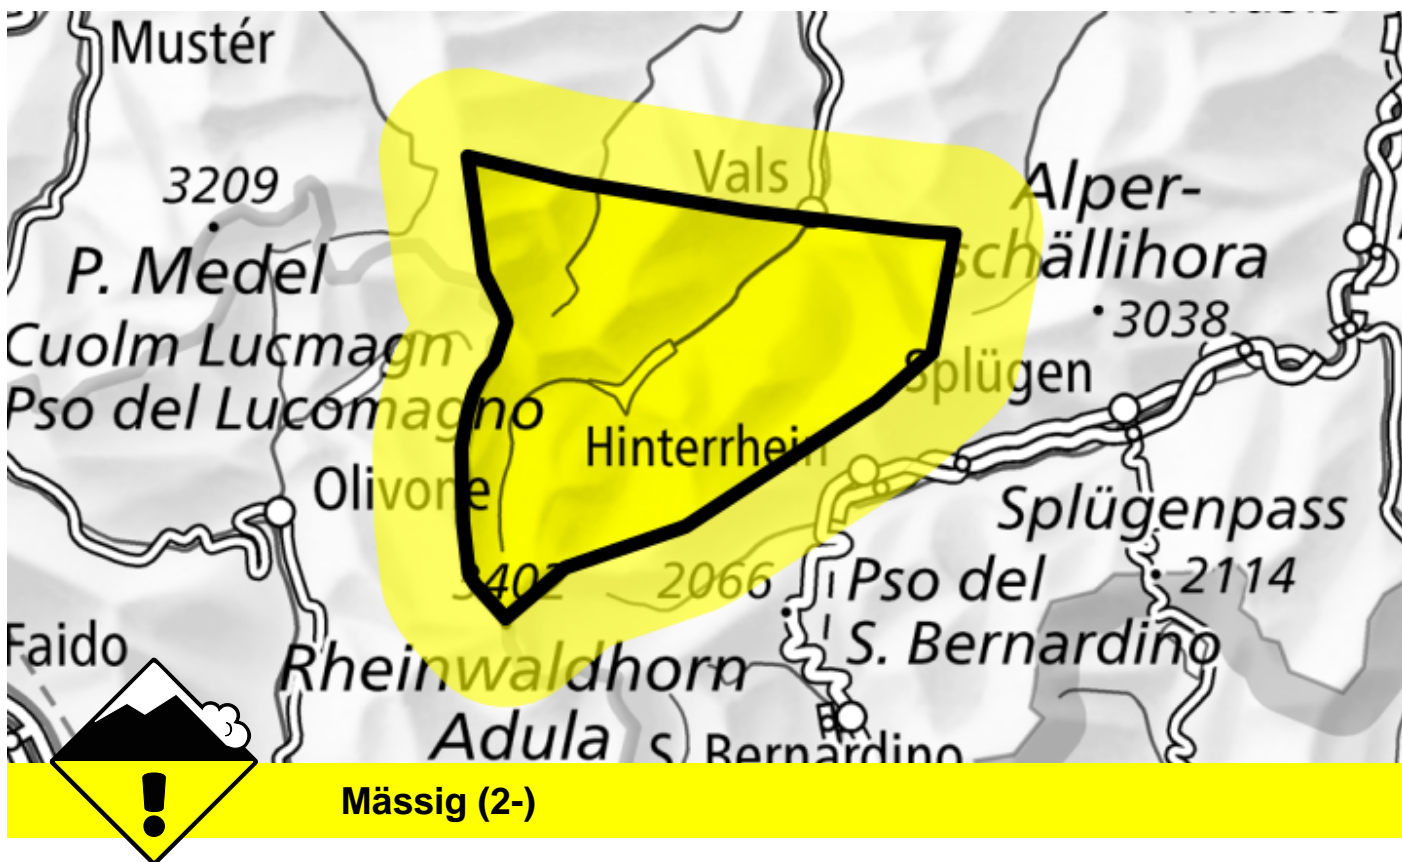 Mustér
Vals
3209
Alper-
P. Medel
schällihora
3038
Cuolm Lucmagn
Splügen
Pso del Lucomagno
Hinterrhein
Olivone
Splügenpass
3402
2066
Pso del
2114
Faido
S. Bernardino
Rheinwaldhorn
Adula
S. Bernardino
Mässig (2-)